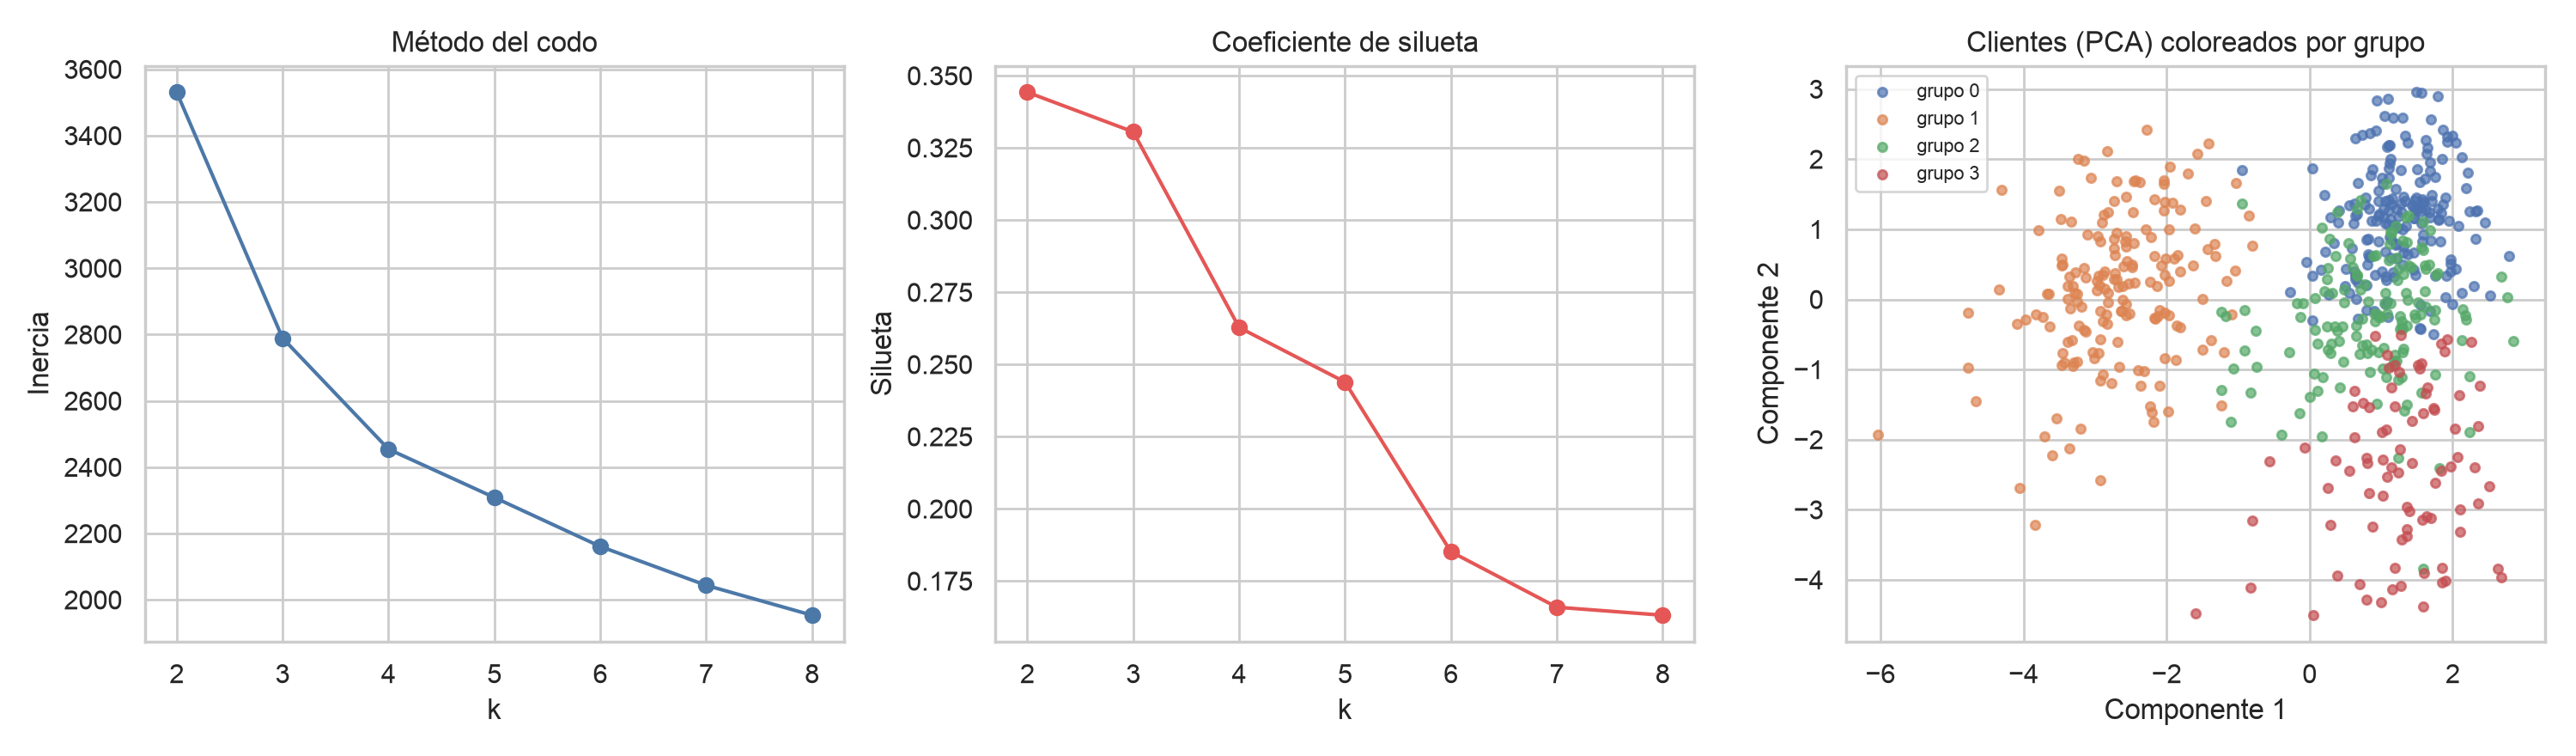 Método del codo
3600
3400
3200
3000
2800
2600
2400
2200
2000
Inercia
2 3 4 5 6 7 8
k
Coeficiente de silueta
0.350
0.325
0.300
0.275
0.250
0.225
0.200
0.175
Silueta
2 3 4 5 6 7 8
k
Clientes (PCA) coloreados por grupo
grupo 0
grupo 1
grupo 2
grupo 3
3
2
1
0
−1
−2
−3
−4
Componente 2
−6 −4 −2 0 2
Componente 1